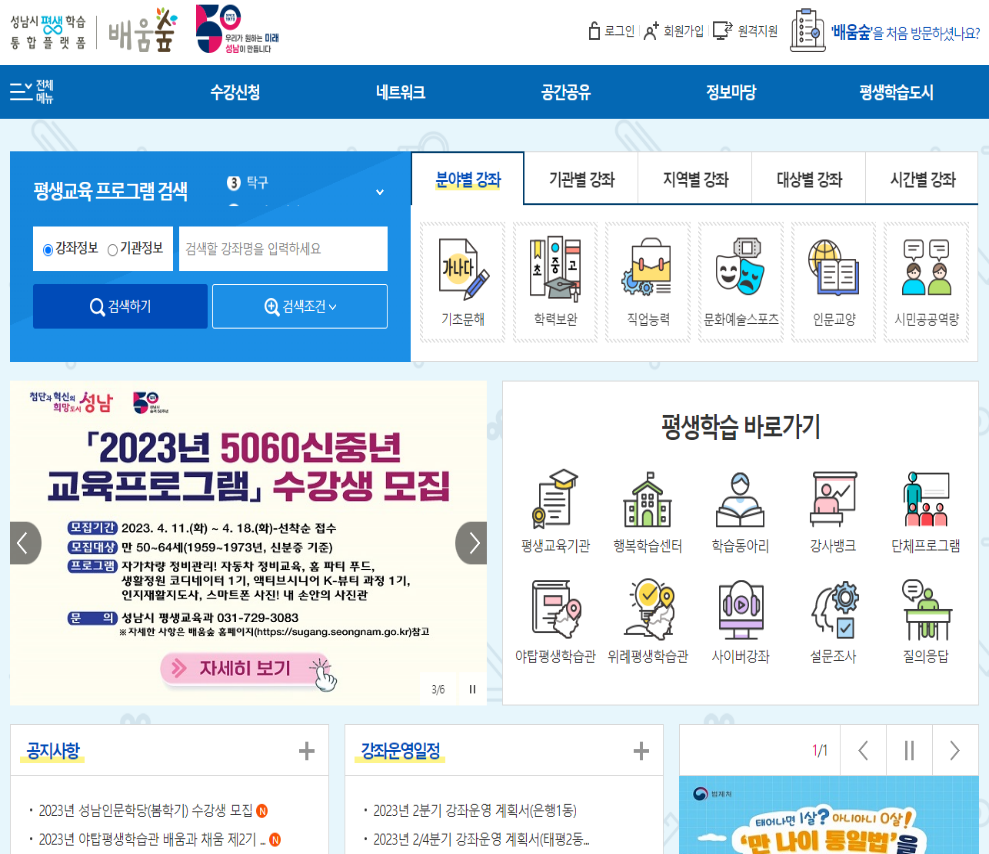 성남시 평생학습
통합플랫폼
배움숲
우리가 원하는 미래
성남이 만듭니다
로그인
회원가입
원격지원
'배움숲'을 처음 방문하셨나요?
전체
메뉴
수강신청
네트워크
공간공유
정보마당
평생학습도시
평생교육 프로그램 검색
3 탁구
강좌정보
기관정보
검색할 강좌명을 입력하세요
검색하기
검색조건
분야별 강좌
기관별 강좌
지역별 강좌
대상별 강좌
시간별 강좌
가나다
초
중
고
기초문해
학력보완
직업능력
문화예술스포츠
인문교양
시민공공역량
첨단과 혁신의
희망도시 성남
「2023년 5060신중년
교육프로그램」 수강생 모집
모집기간 2023. 4. 11.(화) ~ 4. 18.(화)-선착순 접수
모집대상 만 50~64세(1959~1973년, 신분증 기준)
프로그램 자기차량 정비관리! 자동차 정비교육, 홈 파티 푸드,
생활정원 코디네이터 1기, 액티브시니어 K-뷰티 과정 1기,
인지재활지도사, 스마트폰 사진! 내 손안의 사진관
문 의 성남시 평생교육과 031-729-3083
※자세한 사항은 배움숲 홈페이지(https://sugang.seongnam.go.kr)참고
자세히 보기
3/6
평생학습 바로가기
평생교육기관
행복학습센터
학습동아리
강사뱅크
단체프로그램
야탑평생학습관
위례평생학습관
사이버강좌
설문조사
질의응답
공지사항
2023년 성남인문학당(봄학기) 수강생 모집 N
2023년 야탑평생학습관 배움과 채움 제2기 ... N
강좌운영일정
2023년 2분기 강좌운영 계획서(은행1동)
2023년 2/4분기 강좌운영 계획서(태평2동...
1/1
법제처
태어나면 1살? 아니아니 0살!
'만 나이 통일법'을